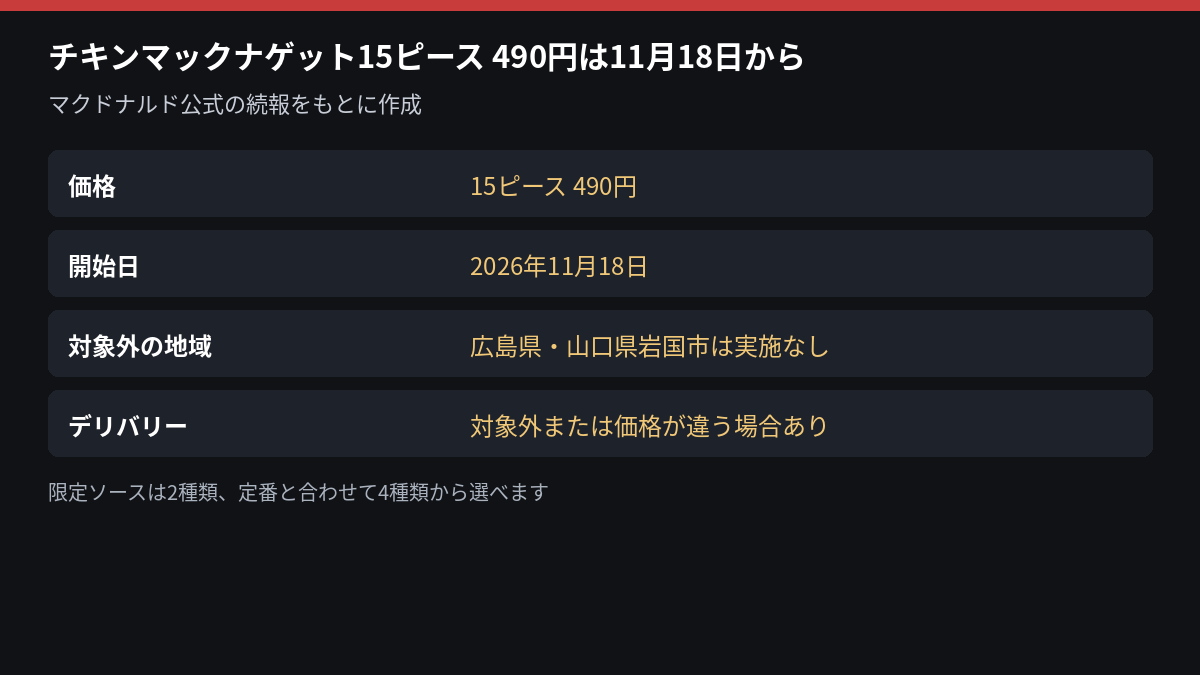 チキンマックナゲット15ピース 490円は11月18日から
マクドナルド公式の続報をもとに作成
価格 15ピース 490円
開始日 2026年11月18日
対象外の地域 広島県・山口県岩国市は実施なし
デリバリー 対象外または価格が違う場合あり
限定ソースは2種類、定番と合わせて4種類から選べます